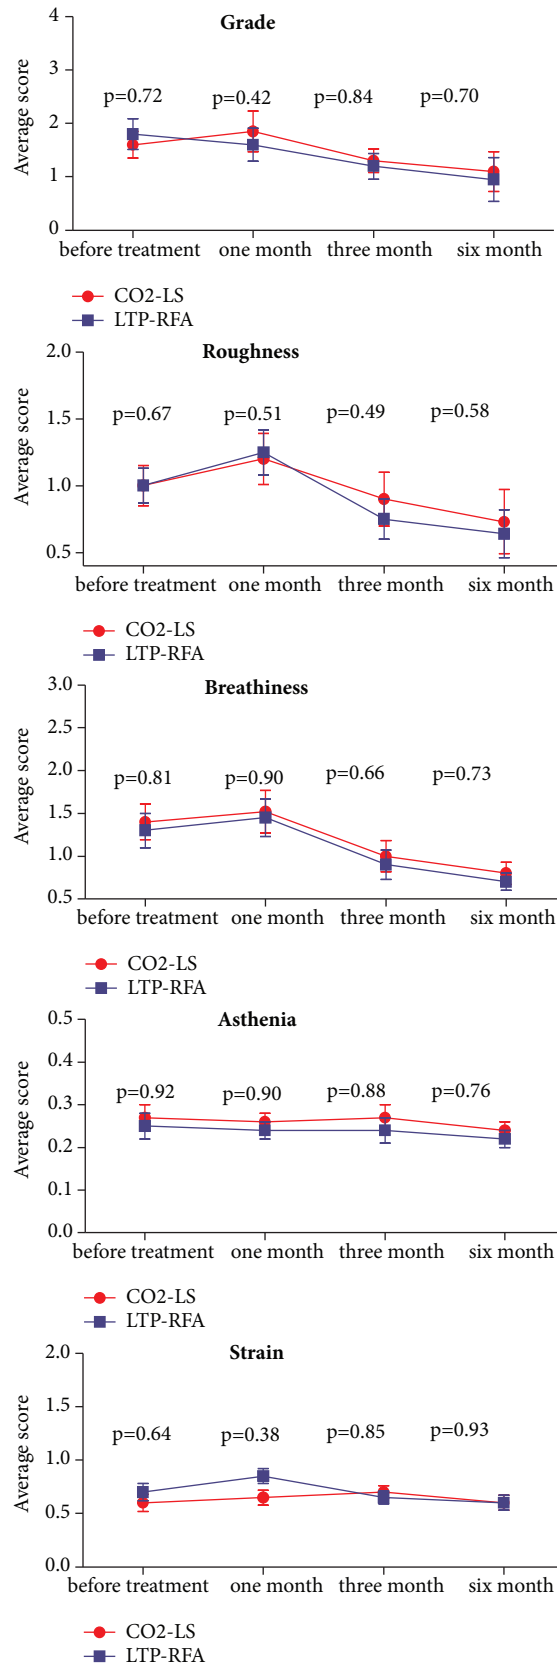 Grade
4
3
2
1
0
Average score
p=0.72 p=0.42 p=0.84 p=0.70
before treatment one month three month six month
CO2-LS
LTP-RFA
Roughness
2.0
1.5
1.0
0.5
Average score
p=0.67 p=0.51 p=0.49 p=0.58
before treatment one month three month six month
CO2-LS
LTP-RFA
Breathiness
3.0
2.5
2.0
1.5
1.0
0.5
Average score
p=0.81 p=0.90 p=0.66 p=0.73
before treatment one month three month six month
CO2-LS
LTP-RFA
Asthenia
0.5
0.4
0.3
0.2
0.1
0.0
Average score
p=0.92 p=0.90 p=0.88 p=0.76
before treatment one month three month six month
CO2-LS
LTP-RFA
Strain
2.0
1.5
1.0
0.5
0.0
Average score
p=0.64 p=0.38 p=0.85 p=0.93
before treatment one month three month six month
CO2-LS
LTP-RFA